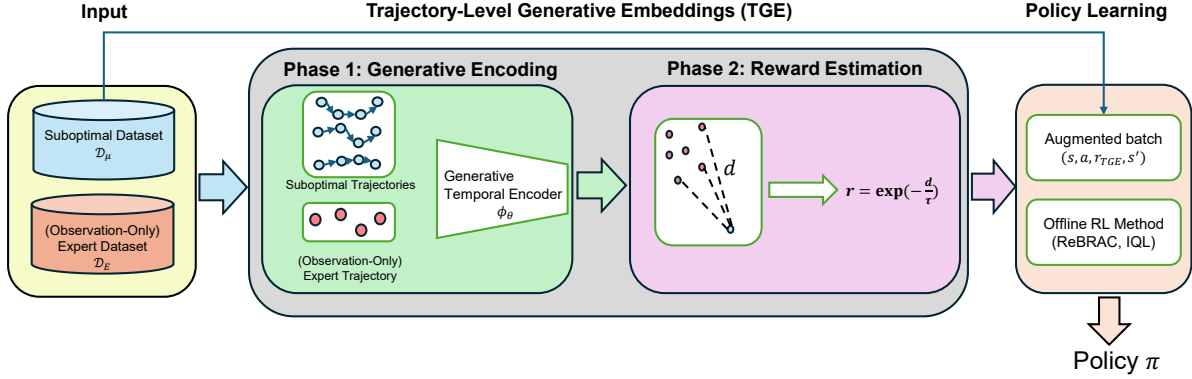 Input
Trajectory-Level Generative Embeddings (TGE)
Policy Learning
Suboptimal Dataset
𝒟_μ
(Observation-Only)
Expert Dataset
𝒟_E
Phase 1: Generative Encoding
Suboptimal Trajectories
(Observation-Only)
Expert Trajectory
Generative
Temporal Encoder
ϕ_θ
Phase 2: Reward Estimation
d
r = exp(−d/τ)
Augmented batch
(s, a, r_TGE, s′)
Offline RL Method
(ReBRAC, IQL)
Policy π